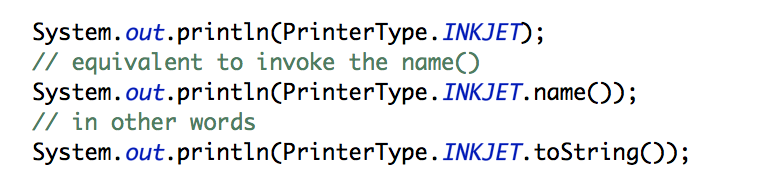 System.out.println(PrinterType.INKJET);
// equivalent to invoke the name()
System.out.println(PrinterType.INKJET.name());
// in other words
System.out.println(PrinterType.INKJET.toString());